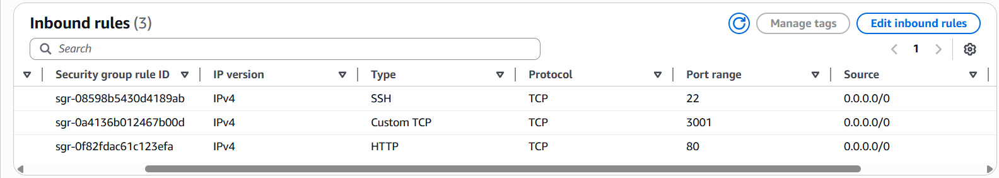 Inbound rules (3)
Manage tags
Edit inbound rules
Search
1
Security group rule ID IP version Type Protocol Port range Source
sgr-08598b5430d4189ab IPv4 SSH TCP 22 0.0.0.0/0
sgr-0a4136b012467b00d IPv4 Custom TCP TCP 3001 0.0.0.0/0
sgr-0f82fdac61c123efa IPv4 HTTP TCP 80 0.0.0.0/0